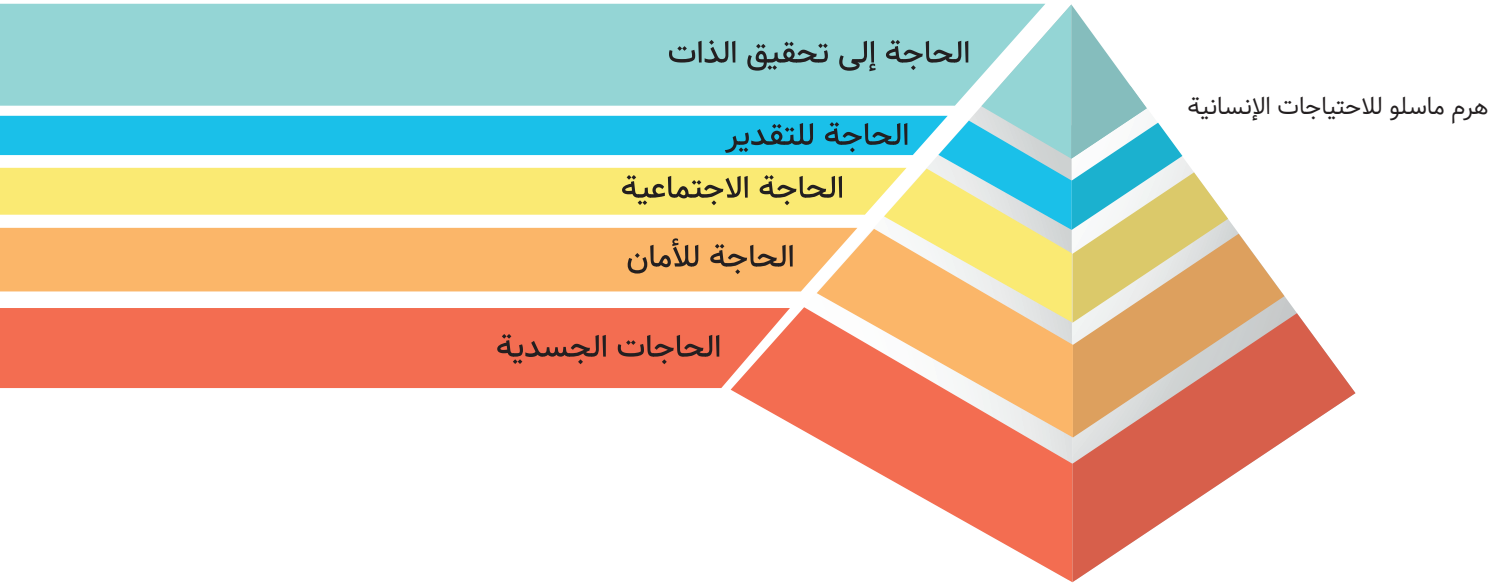 الحاجة إلى تحقيق الذات
هرم ماسلو للاحتياجات الإنسانية
الحاجة للتقدير
الحاجة الاجتماعية
الحاجة للأمان
الحاجات الجسدية